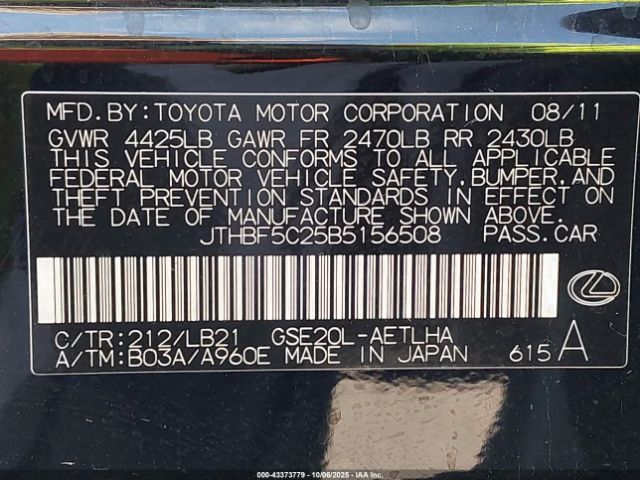 MFD.BY:TOYOTA MOTOR CORPORATION 08/11
GVWR 4425LB GAWR FR 2470LB RR 2430LB
THIS VEHICLE CONFORMS TO ALL APPLICABLE
FEDERAL MOTOR VEHICLE SAFETY,BUMPER,AND
THEFT PREVENTION STANDARDS IN EFFECT ON
THE DATE OF MANUFACTURE SHOWN ABOVE.
JTHBF5C25B5156508 PASS.CAR
C/TR:212/LB21 GSE20L-AETLHA
A/TM:B03A/A960E MADE IN JAPAN 615 A
000-43373779 - 10/06/2025 - IAA Inc.